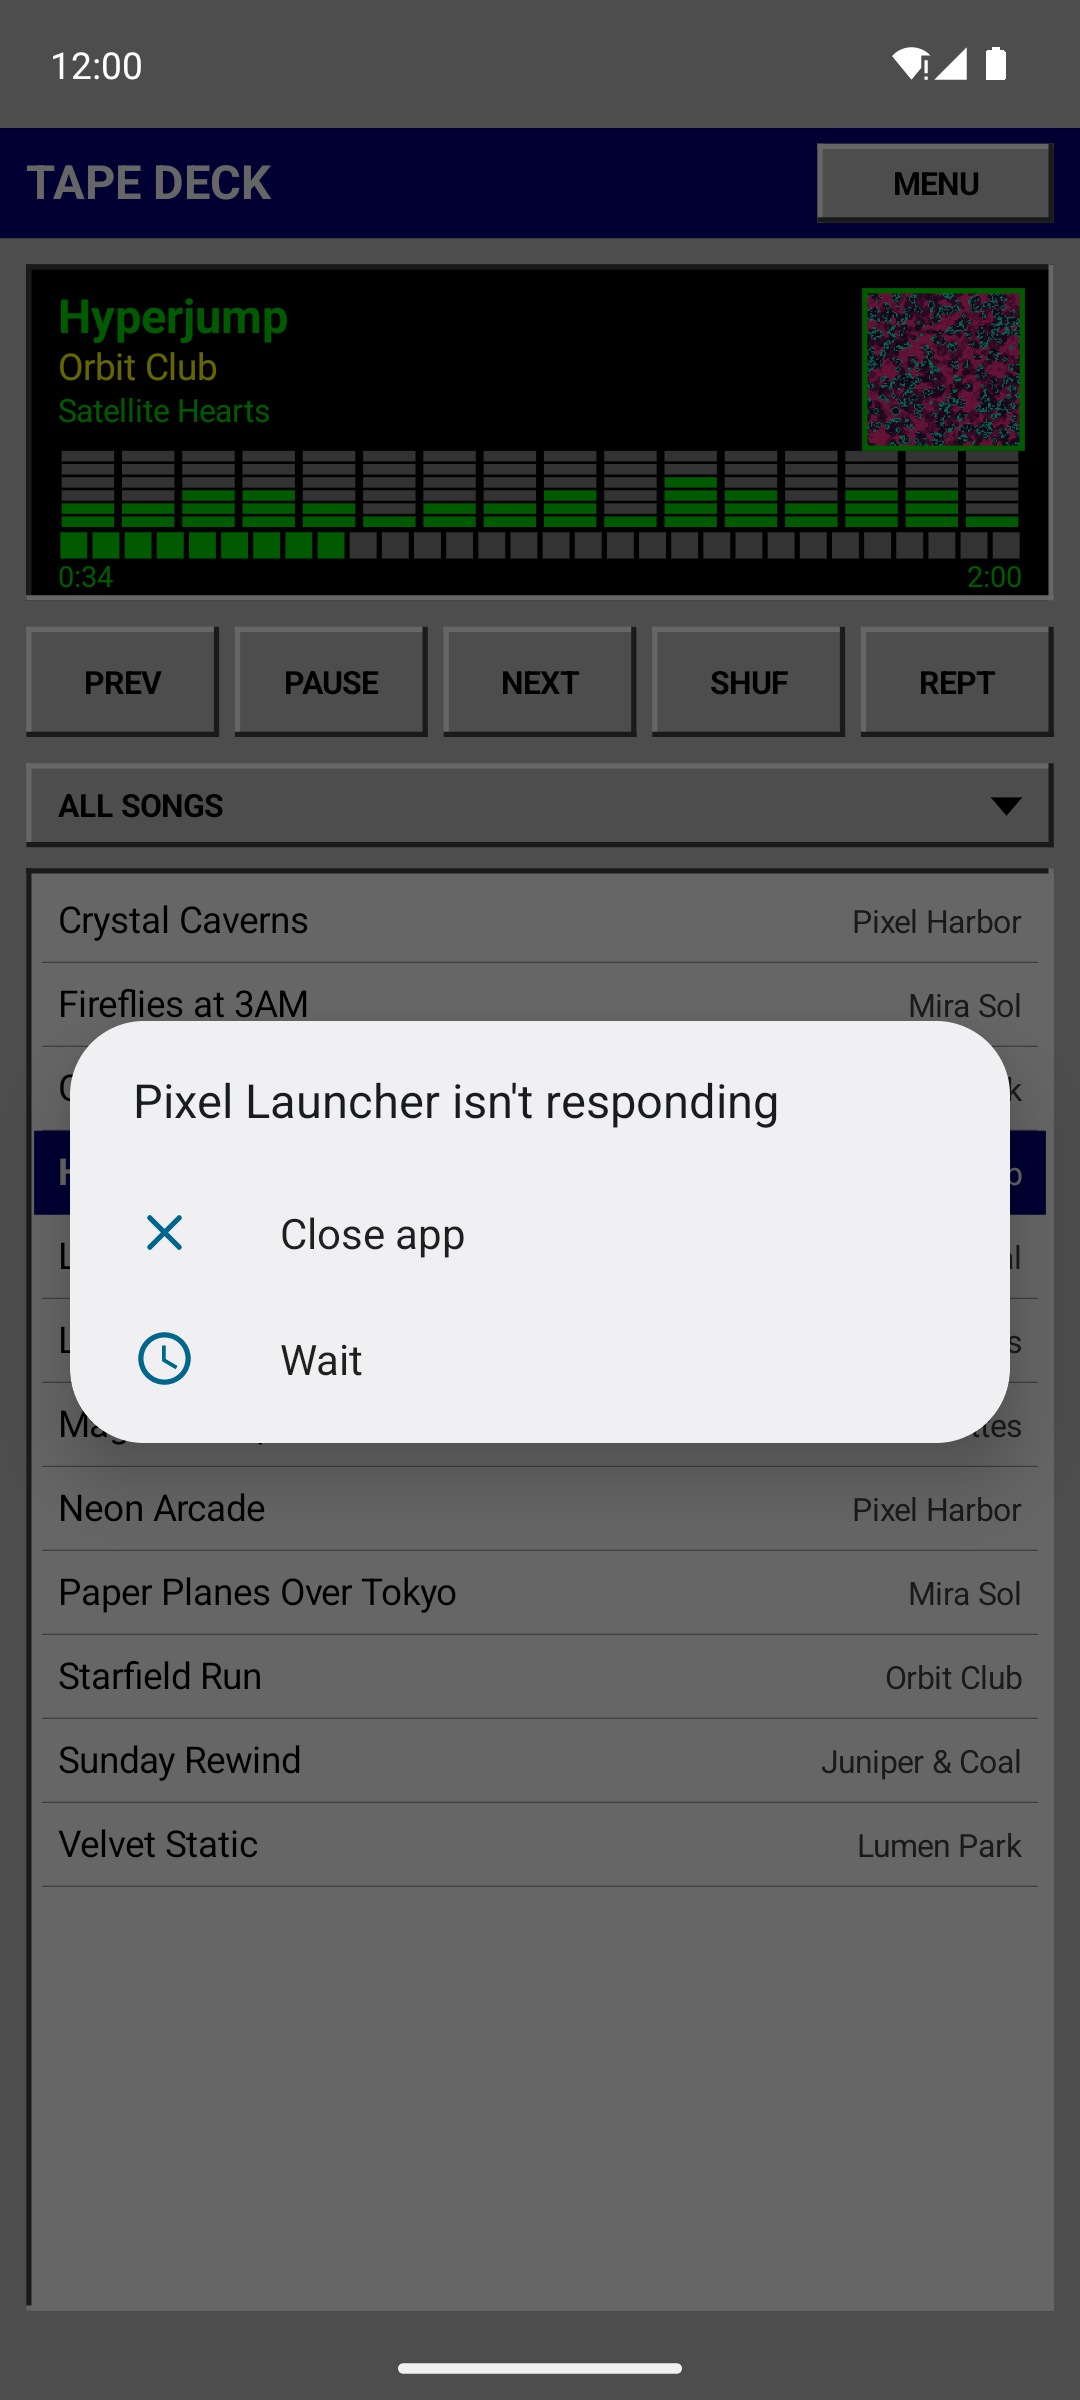 12:00
TAPE DECK
MENU
Hyperjump
Orbit Club
Satellite Hearts
0:34
2:00
PREV
PAUSE
NEXT
SHUF
REPT
ALL SONGS
Crystal Caverns
Pixel Harbor
Fireflies at 3AM
Mira Sol
Pixel Launcher isn't responding
Close app
Wait
Neon Arcade
Pixel Harbor
Paper Planes Over Tokyo
Mira Sol
Starfield Run
Orbit Club
Sunday Rewind
Juniper & Coal
Velvet Static
Lumen Park